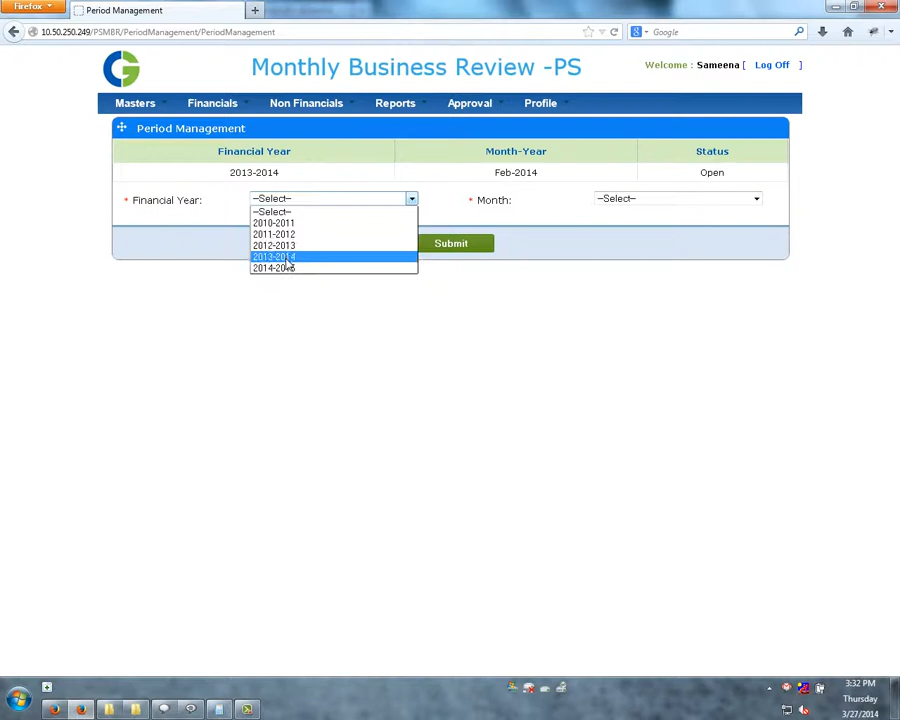 Firefox
Period Management
10.50.250.249/PSMBR/PeriodManagement/PeriodManagement
Google
Monthly Business Review -PS
Welcome : Sameena [ Log Off ]
Masters Financials Non Financials Reports Approval Profile
Period Management
Financial Year Month-Year Status
2013-2014 Feb-2014 Open
* Financial Year: --Select-- * Month: --Select--
--Select--
2010-2011
2011-2012
2012-2013
2013-2014
2014-2015
Submit
3:32 PM
Thursday
3/27/2014